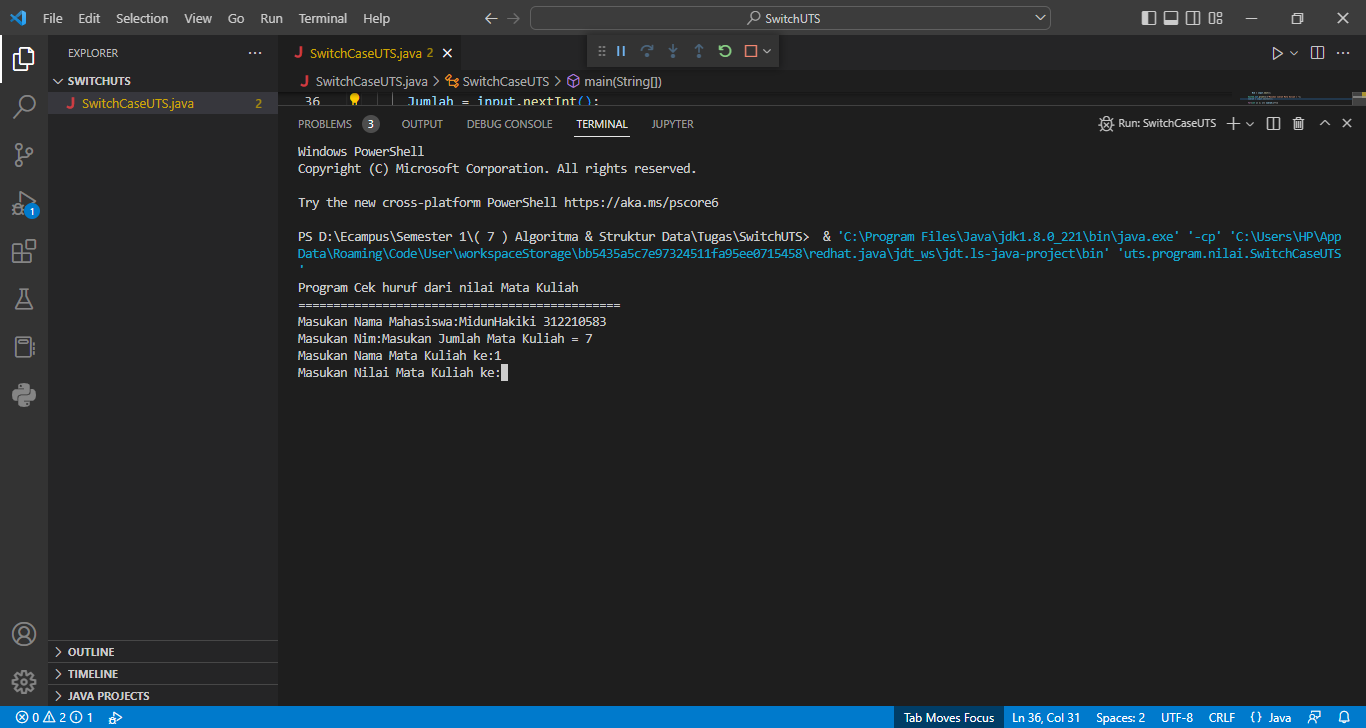 File Edit Selection View Go Run Terminal Help
SwitchUTS
EXPLORER
SWITCHUTS
J SwitchCaseUTS.java 2
1
OUTLINE
TIMELINE
JAVA PROJECTS
J SwitchCaseUTS.java 2
J SwitchCaseUTS.java > SwitchCaseUTS > main(String[])
36 Jumlah = input.nextInt();
PROBLEMS 3 OUTPUT DEBUG CONSOLE TERMINAL JUPYTER
Run: SwitchCaseUTS
Windows PowerShell
Copyright (C) Microsoft Corporation. All rights reserved.
Try the new cross-platform PowerShell https://aka.ms/pscore6
PS D:\Ecampus\Semester 1\( 7 ) Algoritma & Struktur Data\Tugas\SwitchUTS>  & 'C:\Program Files\Java\jdk1.8.0_221\bin\java.exe' '-cp' 'C:\Users\HP\App
Data\Roaming\Code\User\workspaceStorage\bb5435a5c7e97324511fa95ee0715458\redhat.java\jdt_ws\jdt.ls-java-project\bin' 'uts.program.nilai.SwitchCaseUTS
'
Program Cek huruf dari nilai Mata Kuliah
==============================================
Masukan Nama Mahasiswa:MidunHakiki 312210583
Masukan Nim:Masukan Jumlah Mata Kuliah = 7
Masukan Nama Mata Kuliah ke:1
Masukan Nilai Mata Kuliah ke:
0 2 1
Tab Moves Focus Ln 36, Col 31 Spaces: 2 UTF-8 CRLF {} Java